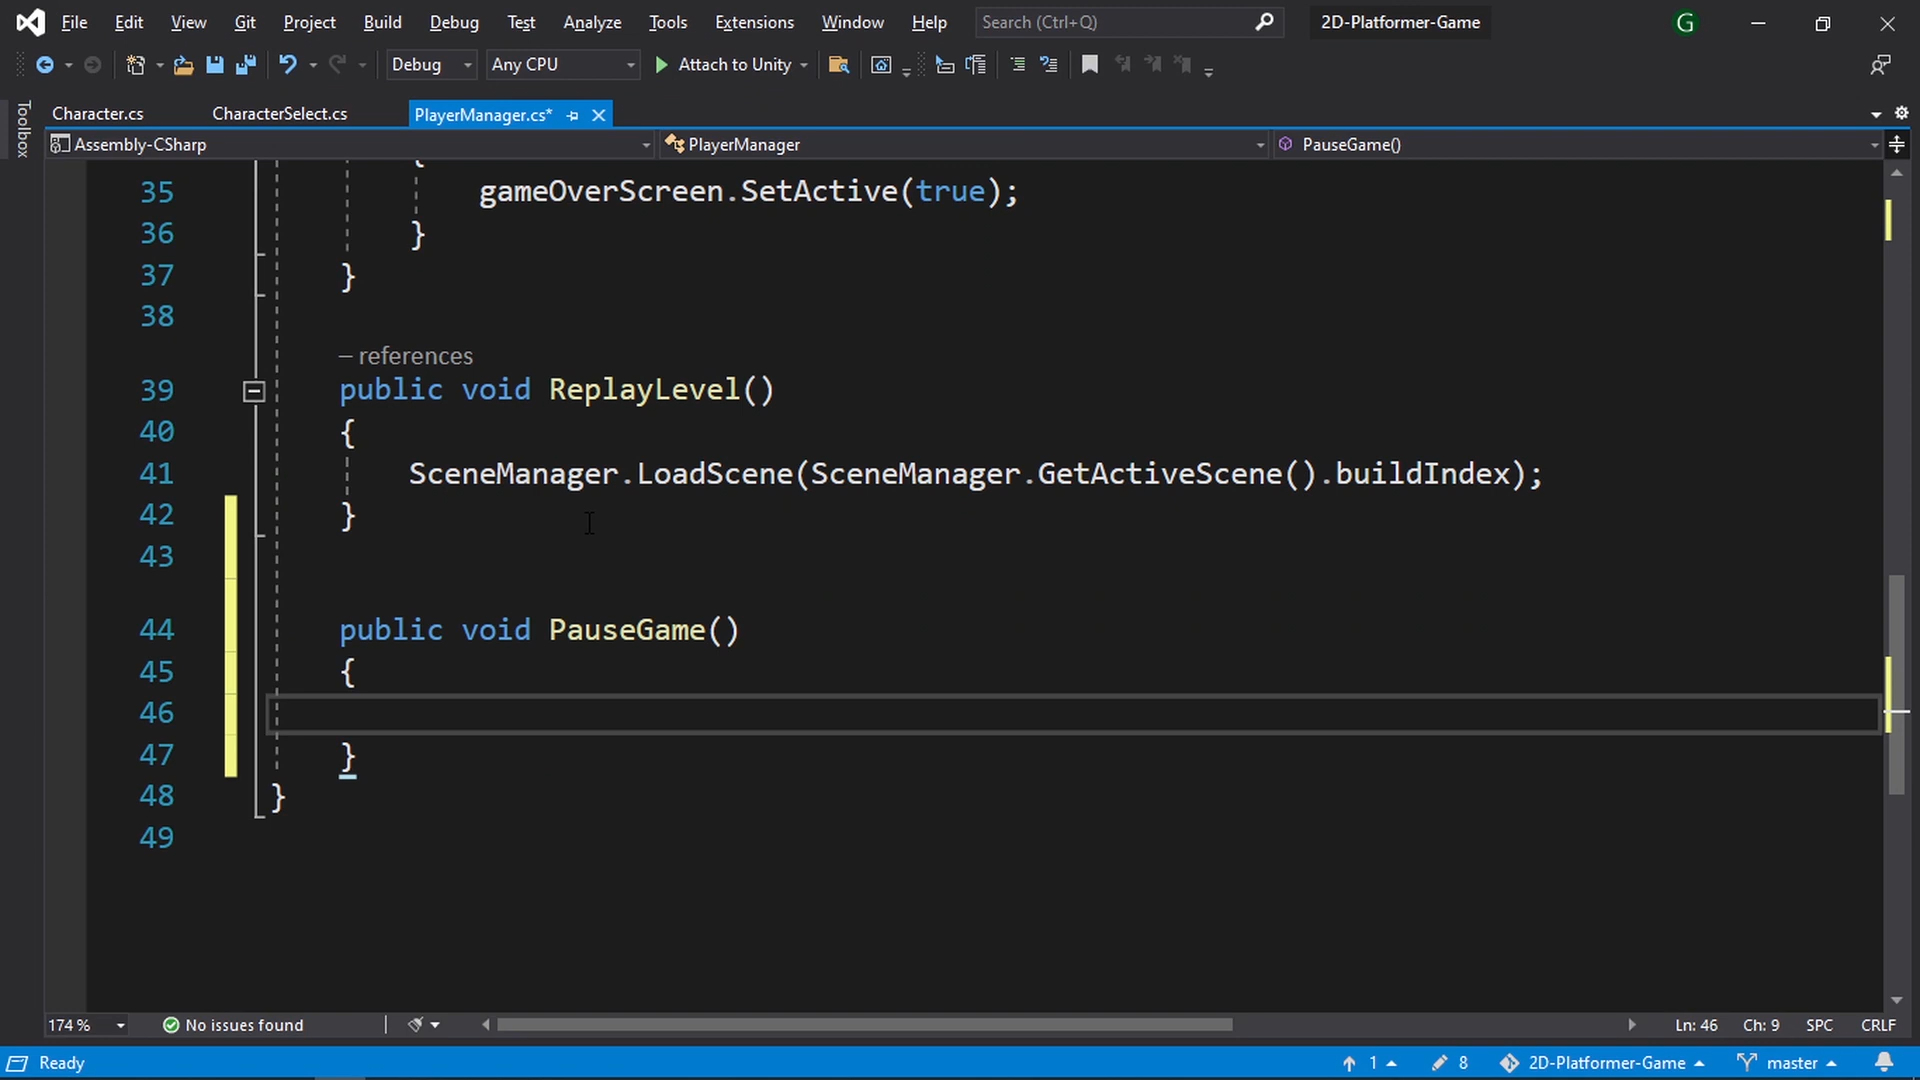 File Edit View Git Project Build Debug Test Analyze Tools Extensions Window Help Search (Ctrl+Q) 2D-Platformer-Game G
Debug Any CPU Attach to Unity
Toolbox
Character.cs CharacterSelect.cs PlayerManager.cs*
Assembly-CSharp PlayerManager PauseGame()
{
35 gameOverScreen.SetActive(true);
36 }
37 }
38
– references
39 public void ReplayLevel()
40 {
41 SceneManager.LoadScene(SceneManager.GetActiveScene().buildIndex);
42 }
43
44 public void PauseGame()
45 {
46
47 }
48 }
49
174 % No issues found Ln: 46 Ch: 9 SPC CRLF
Ready 1 8 2D-Platformer-Game master